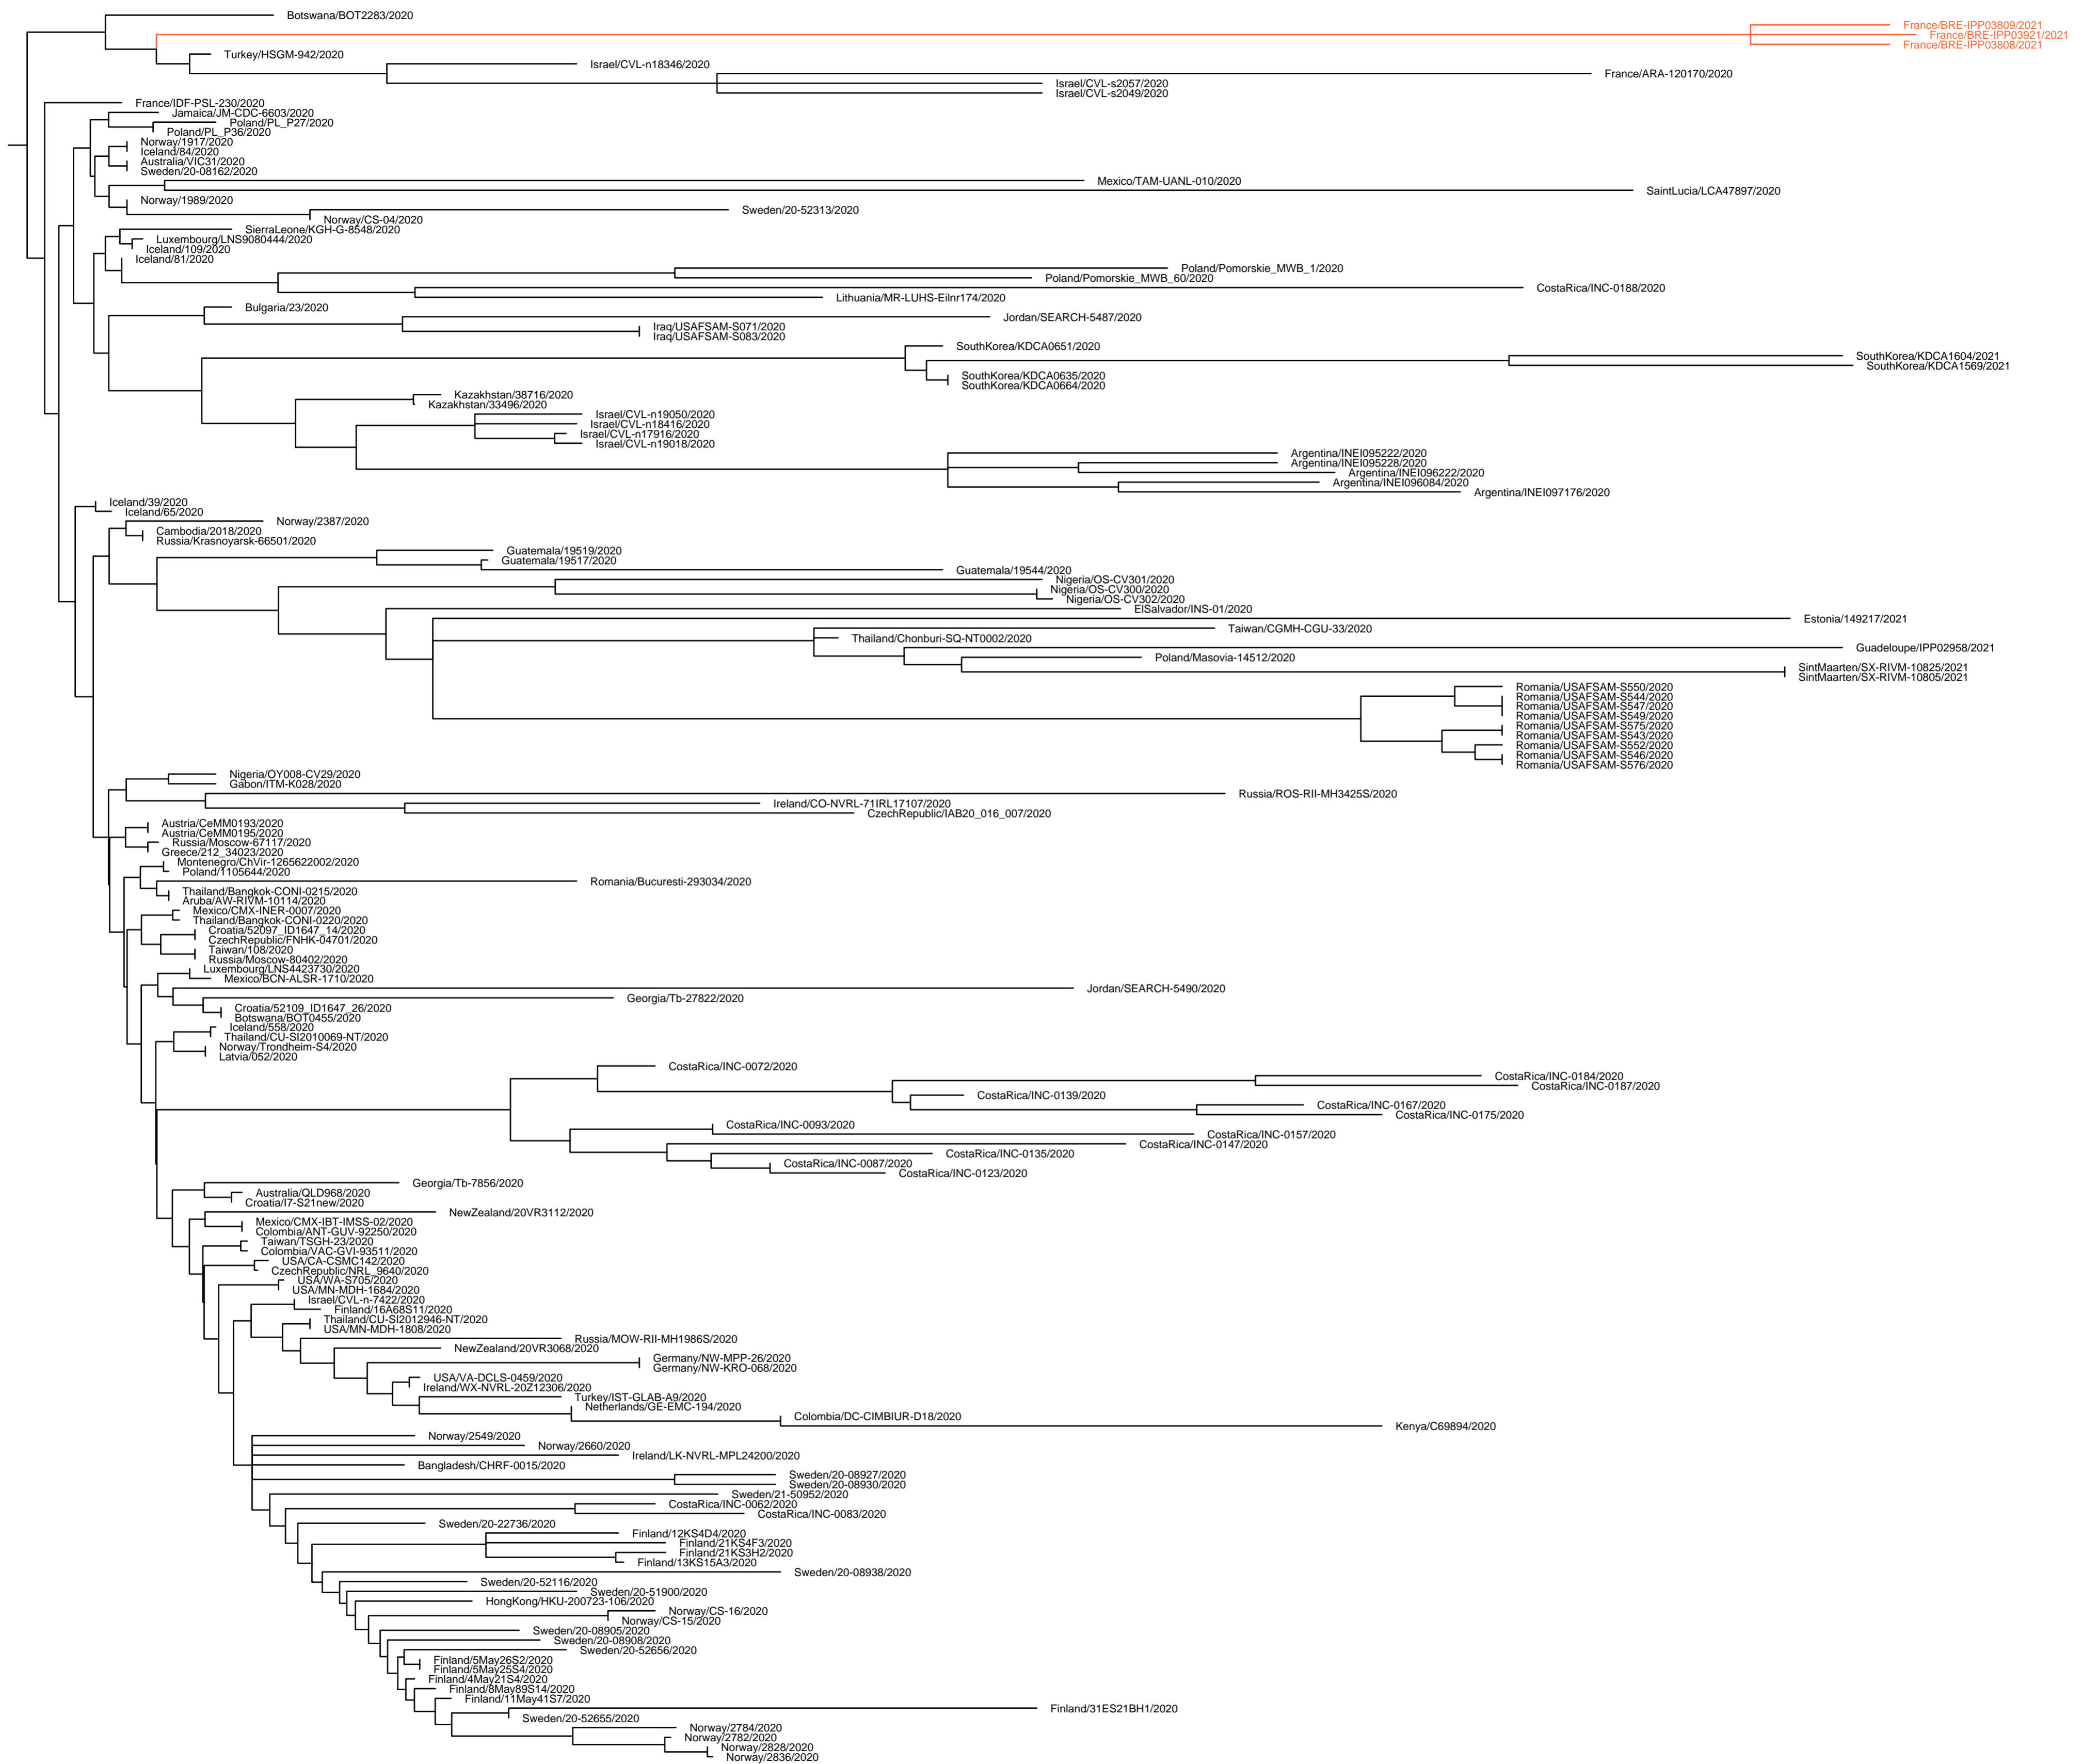 Botswana/BOT2283/2020
France/BRE-IPP03809/2021
France/BRE-IPP03921/2021
France/BRE-IPP03808/2021
Turkey/HSGM-942/2020
Israel/CVL-n18346/2020
France/ARA-120170/2020
Israel/CVL-s2057/2020
Israel/CVL-s2049/2020
France/IDF-PSL-230/2020
Jamaica/JM-CDC-6603/2020
Poland/PL_P27/2020
Poland/PL_P36/2020
Norway/1917/2020
Iceland/84/2020
Australia/VIC31/2020
Sweden/20-08162/2020
Mexico/TAM-UANL-010/2020
SaintLucia/LCA47897/2020
Norway/1989/2020
Sweden/20-52313/2020
Norway/CS-04/2020
SierraLeone/KGH-G-8548/2020
Luxembourg/LNS9080444/2020
Iceland/109/2020
Iceland/81/2020
Poland/Pomorskie_MWB_1/2020
Poland/Pomorskie_MWB_60/2020
CostaRica/INC-0188/2020
Lithuania/MR-LUHS-Eilnr174/2020
Bulgaria/23/2020
Jordan/SEARCH-5487/2020
Iraq/USAFSAM-S071/2020
Iraq/USAFSAM-S083/2020
SouthKorea/KDCA0651/2020
SouthKorea/KDCA1604/2021
SouthKorea/KDCA1569/2021
SouthKorea/KDCA0635/2020
SouthKorea/KDCA0664/2020
Kazakhstan/38716/2020
Kazakhstan/33496/2020
Israel/CVL-n19050/2020
Israel/CVL-n18416/2020
Israel/CVL-n17916/2020
Israel/CVL-n19018/2020
Argentina/INEI095222/2020
Argentina/INEI095228/2020
Argentina/INEI096222/2020
Argentina/INEI096084/2020
Argentina/INEI097176/2020
Iceland/39/2020
Iceland/65/2020
Norway/2387/2020
Cambodia/2018/2020
Russia/Krasnoyarsk-66501/2020
Guatemala/19519/2020
Guatemala/19517/2020
Guatemala/19544/2020
Nigeria/OS-CV301/2020
Nigeria/OS-CV300/2020
Nigeria/OS-CV302/2020
ElSalvador/INS-01/2020
Estonia/149217/2021
Taiwan/CGMH-CGU-33/2020
Thailand/Chonburi-SQ-NT0002/2020
Guadeloupe/IPP02958/2021
Poland/Masovia-14512/2020
SintMaarten/SX-RIVM-10825/2021
SintMaarten/SX-RIVM-10805/2021
Romania/USAFSAM-S550/2020
Romania/USAFSAM-S544/2020
Romania/USAFSAM-S547/2020
Romania/USAFSAM-S549/2020
Romania/USAFSAM-S575/2020
Romania/USAFSAM-S543/2020
Romania/USAFSAM-S552/2020
Romania/USAFSAM-S546/2020
Romania/USAFSAM-S576/2020
Nigeria/OY008-CV29/2020
Gabon/ITM-K028/2020
Russia/ROS-RII-MH3425S/2020
Ireland/CO-NVRL-71IRL17107/2020
CzechRepublic/IAB20_016_007/2020
Austria/CeMM0193/2020
Austria/CeMM0195/2020
Russia/Moscow-67117/2020
Greece/212_34023/2020
Montenegro/ChVir-1265622002/2020
Poland/1105644/2020
Romania/Bucuresti-293034/2020
Thailand/Bangkok-CONI-0215/2020
Aruba/AW-RIVM-10114/2020
Mexico/CMX-INER-0007/2020
Thailand/Bangkok-CONI-0220/2020
Croatia/52097_ID1647_14/2020
CzechRepublic/FNHK-04701/2020
Taiwan/108/2020
Russia/Moscow-80402/2020
Luxembourg/LNS4423730/2020
Mexico/BCN-ALSR-1710/2020
Jordan/SEARCH-5490/2020
Georgia/Tb-27822/2020
Croatia/52109_ID1647_26/2020
Botswana/BOT0455/2020
Iceland/558/2020
Thailand/CU-SI2010069-NT/2020
Norway/Trondheim-S4/2020
Latvia/052/2020
CostaRica/INC-0072/2020
CostaRica/INC-0184/2020
CostaRica/INC-0187/2020
CostaRica/INC-0139/2020
CostaRica/INC-0167/2020
CostaRica/INC-0175/2020
CostaRica/INC-0093/2020
CostaRica/INC-0157/2020
CostaRica/INC-0147/2020
CostaRica/INC-0135/2020
CostaRica/INC-0087/2020
CostaRica/INC-0123/2020
Georgia/Tb-7856/2020
Australia/QLD968/2020
Croatia/I7-S21new/2020
NewZealand/20VR3112/2020
Mexico/CMX-IBT-IMSS-02/2020
Colombia/ANT-GUV-92250/2020
Taiwan/TSGH-23/2020
Colombia/VAC-GVI-93511/2020
USA/CA-CSMC142/2020
CzechRepublic/NRL_9640/2020
USA/WA-S705/2020
USA/MN-MDH-1684/2020
Israel/CVL-n-7422/2020
Finland/16A68S11/2020
Thailand/CU-SI2012946-NT/2020
USA/MN-MDH-1808/2020
Russia/MOW-RII-MH1986S/2020
NewZealand/20VR3068/2020
Germany/NW-MPP-26/2020
Germany/NW-KRO-068/2020
USA/VA-DCLS-0459/2020
Ireland/WX-NVRL-20Z12306/2020
Turkey/IST-GLAB-A9/2020
Netherlands/GE-EMC-194/2020
Colombia/DC-CIMBIUR-D18/2020
Kenya/C69894/2020
Norway/2549/2020
Norway/2660/2020
Ireland/LK-NVRL-MPL24200/2020
Bangladesh/CHRF-0015/2020
Sweden/20-08927/2020
Sweden/20-08930/2020
Sweden/21-50952/2020
CostaRica/INC-0062/2020
CostaRica/INC-0083/2020
Sweden/20-22736/2020
Finland/12KS4D4/2020
Finland/21KS4F3/2020
Finland/21KS3H2/2020
Finland/13KS15A3/2020
Sweden/20-08938/2020
Sweden/20-52116/2020
Sweden/20-51900/2020
HongKong/HKU-200723-106/2020
Norway/CS-16/2020
Norway/CS-15/2020
Sweden/20-08905/2020
Sweden/20-08908/2020
Sweden/20-52656/2020
Finland/5May26S2/2020
Finland/5May25S4/2020
Finland/4May21S4/2020
Finland/8May89S14/2020
Finland/11May41S7/2020
Finland/31ES21BH1/2020
Sweden/20-52655/2020
Norway/2784/2020
Norway/2782/2020
Norway/2828/2020
Norway/2836/2020